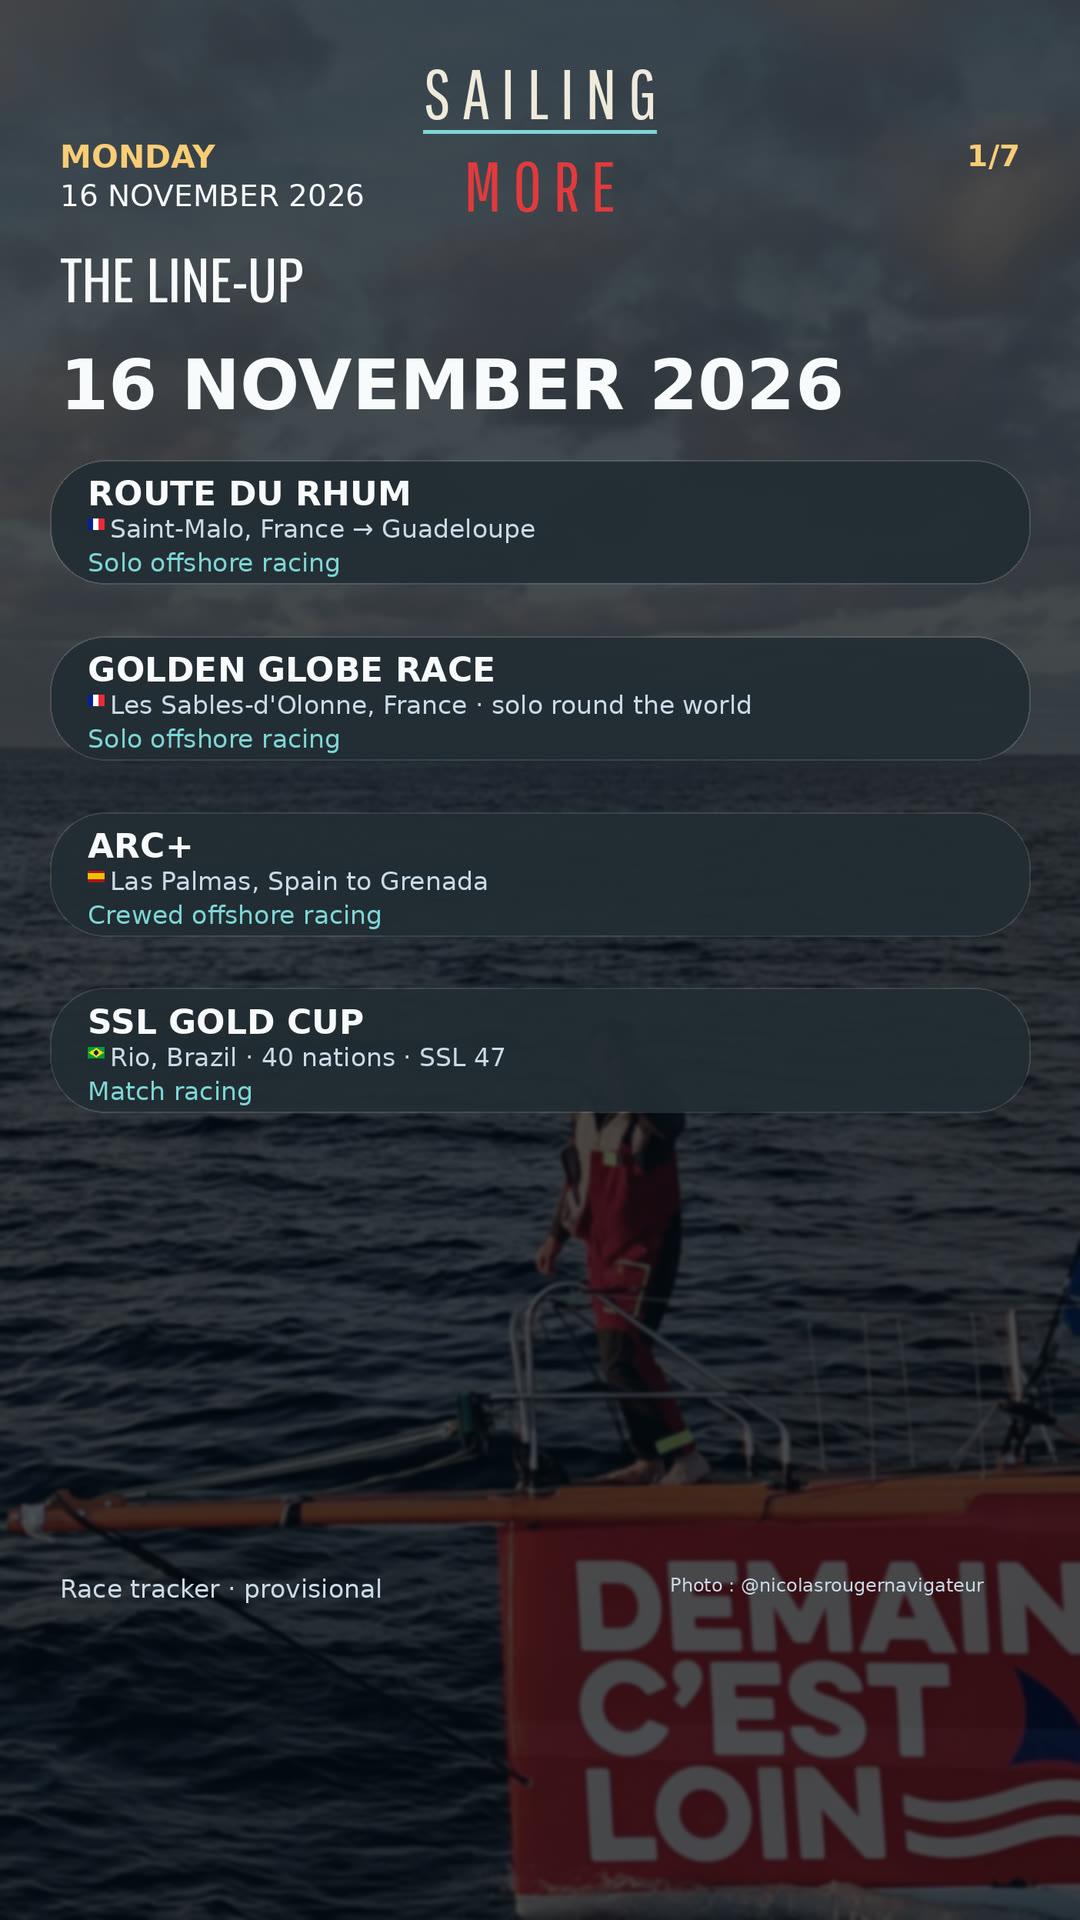 SAILING
MORE
MONDAY
16 NOVEMBER 2026
1/7
THE LINE-UP
16 NOVEMBER 2026
ROUTE DU RHUM
Saint-Malo, France → Guadeloupe
Solo offshore racing
GOLDEN GLOBE RACE
Les Sables-d'Olonne, France · solo round the world
Solo offshore racing
ARC+
Las Palmas, Spain to Grenada
Crewed offshore racing
SSL GOLD CUP
Rio, Brazil · 40 nations · SSL 47
Match racing
Race tracker · provisional
Photo : @nicolasrougernavigateur
DEMAIN
C'EST
LOIN